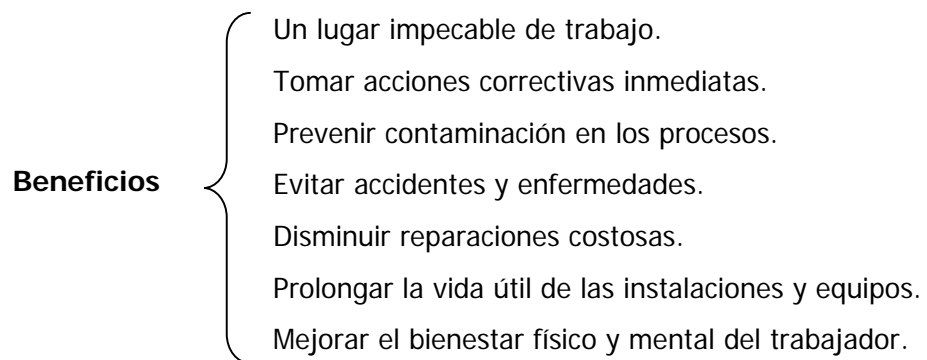 Un lugar impecable de trabajo.
Tomar acciones correctivas inmediatas.
Prevenir contaminación en los procesos.
Beneficios
Evitar accidentes y enfermedades.
Disminuir reparaciones costosas.
Prolongar la vida útil de las instalaciones y equipos.
Mejorar el bienestar físico y mental del trabajador.